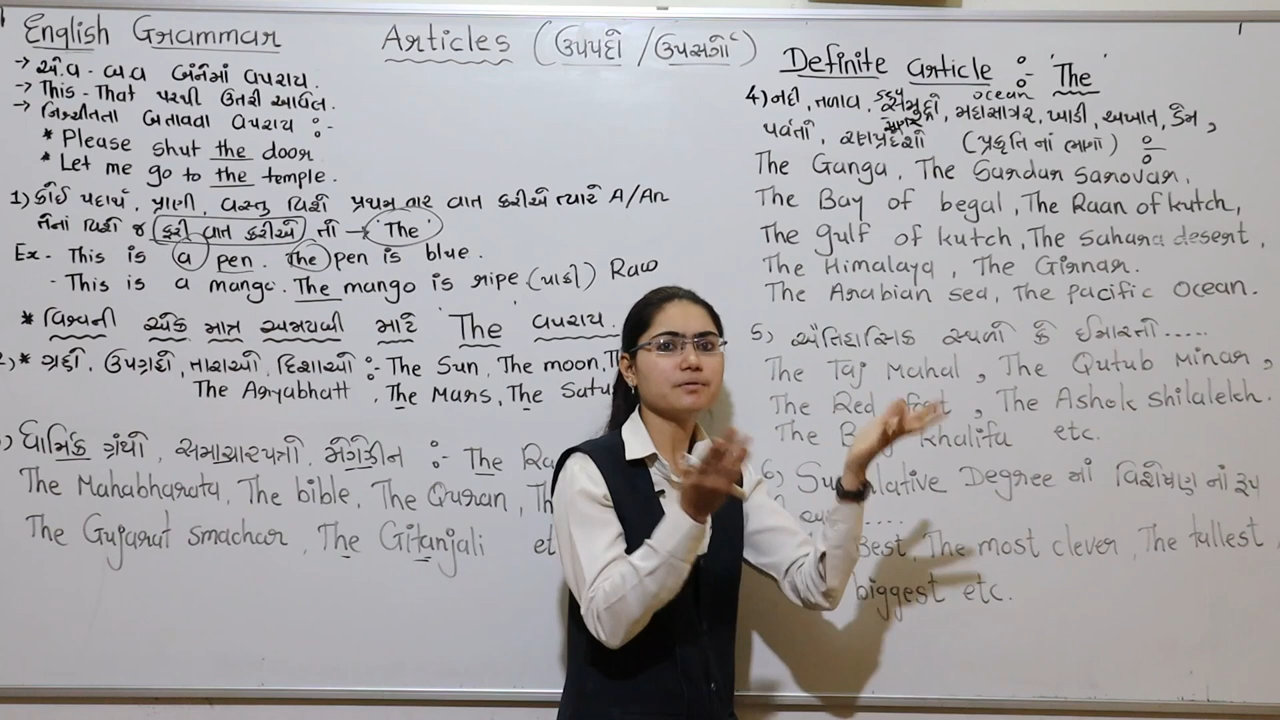 English Grammar
Articles (ઉપપદો / ઉપસર્ગો)
→ એ.વ - બ.વ બંનેમાં વપરાય.
→ This - That પરથી ઉતરી આવેલ.
→ નિશ્ચીતતા બતાવવા વપરાય :-
* Please shut the door
* Let me go to the temple.
1) કોઈ પદાર્થ, પ્રાણી, વસ્તુ વિશે પ્રથમ વાર વાત કરીએ ત્યારે A/An
તેનાં વિશે જ ફરી વાત કરીએ તો → 'The'
Ex - This is a pen. The pen is blue.
- This is a mango. The mango is ripe (પાકી) Raw
* વિશ્વની એક માત્ર અજાયબી માટે 'The' વપરાય.
* ગ્રહો, ઉપગ્રહો, તારાઓ, દિશાઓ :- The Sun, The moon,
The Aryabhatt, The Mars, The
ધાર્મિક ગ્રંથો, સમાચારપત્રો, મેગેઝીન :- The
The Mahabharata, The bible, The Quran,
The Gujarat smachar, The Gitanjali
Definite article :- 'The'
4) નદી, તળાવ, સમુદ્રો, મહાસાગર, ખાડી, અખાત, ડેમ,
ocean
પર્વતો, રણપ્રદેશો (પ્રકૃતિ નાં ભાગો) :-
The Ganga, The Sardar sarovar,
The Bay of begal, The Raan of kutch,
The gulf of kutch, The Sahara desert,
The Himalaya, The Girnar.
The Arabian sea, The pacific ocean.
5) ઐતિહાસિક સ્થળો કે ઈમારતો .....
The Taj Mahal, The Qutub Minar,
The Red fort, The Ashok Shilalekh.
The khalifa etc.
6) Degree માં વિશેષણ નાં રૂપ
Best, The most clever, The tallest
biggest etc.